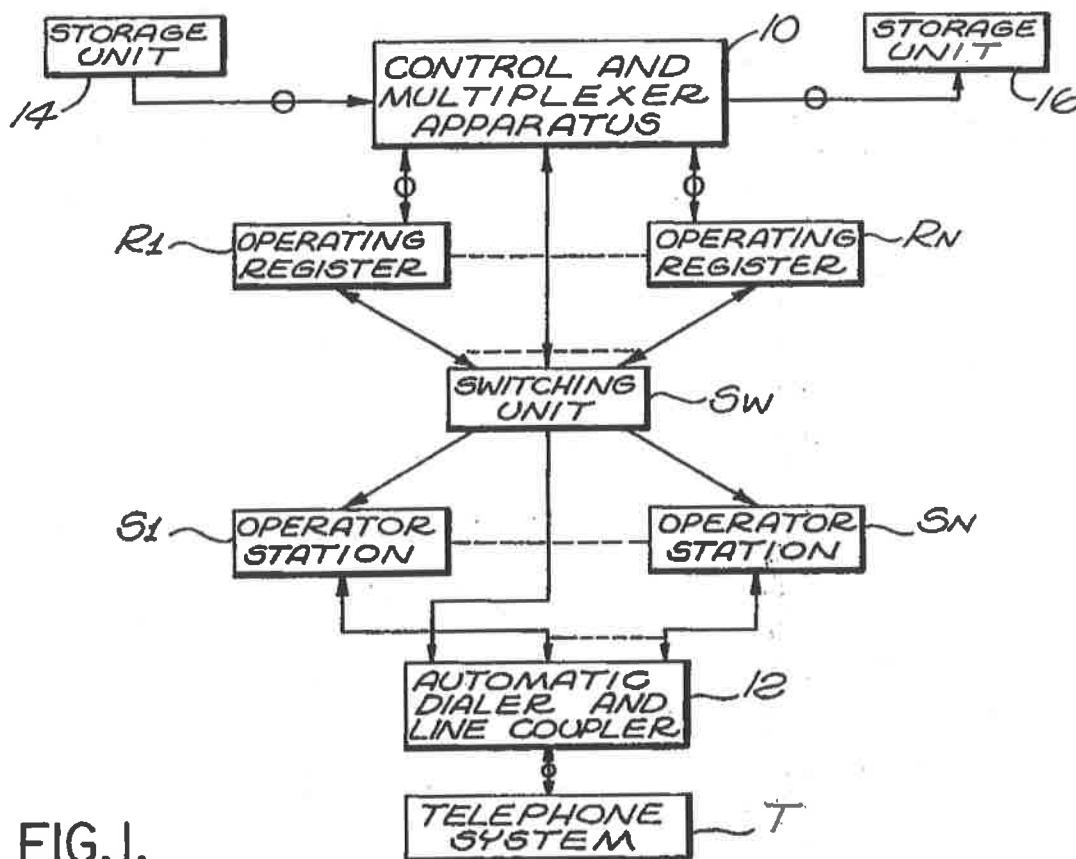 STORAGE
UNIT
14
CONTROL AND
MULTIPLEXER
APPARATUS
10
STORAGE
UNIT
16
R1
OPERATING
REGISTER
OPERATING
REGISTER
RN
SWITCHING
UNIT
SW
S1
OPERATOR
STATION
OPERATOR
STATION
SN
AUTOMATIC
DIALER AND
LINE COUPLER
12
TELEPHONE
SYSTEM
T
FIG.1.